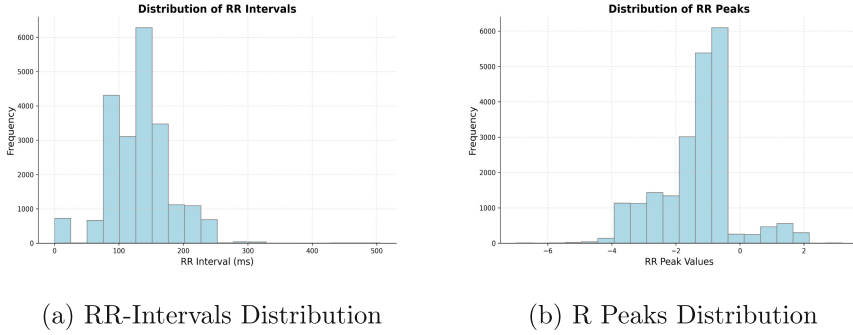 Distribution of RR Intervals
Frequency
6000
5000
4000
3000
2000
1000
0
0 100 200 300 400 500
RR Interval (ms)
(a) RR-Intervals Distribution
Distribution of RR Peaks
Frequency
6000
5000
4000
3000
2000
1000
0
−6 −4 −2 0 2
RR Peak Values
(b) R Peaks Distribution